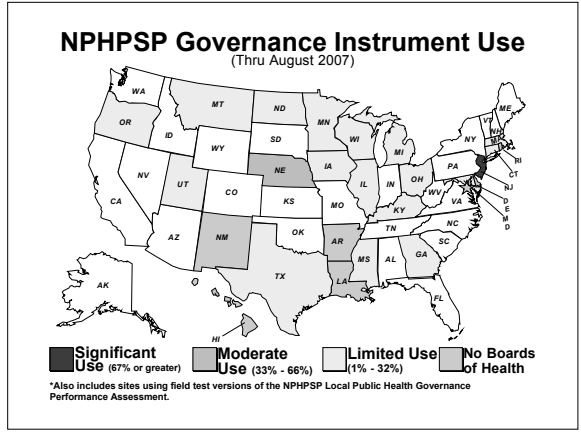 NPHPSP Governance Instrument Use
(Thru August 2007)
WA
OR
ID
MT
ND
SD
WY
NE
NV
UT
CO
KS
CA
AZ
NM
OK
TX
MN
IA
MO
AR
LA
WI
IL
MI
IN
OH
KY
TN
MS
AL
GA
FL
SC
NC
VA
WV
PA
NY
VT
NH
ME
MA
RI
CT
NJ
D
E
M
D
AK
HI
Significant
Use (67% or greater)
Moderate
Use (33% - 66%)
Limited Use
(1% - 32%)
No Boards
of Health
*Also includes sites using field test versions of the NPHPSP Local Public Health Governance
Performance Assessment.